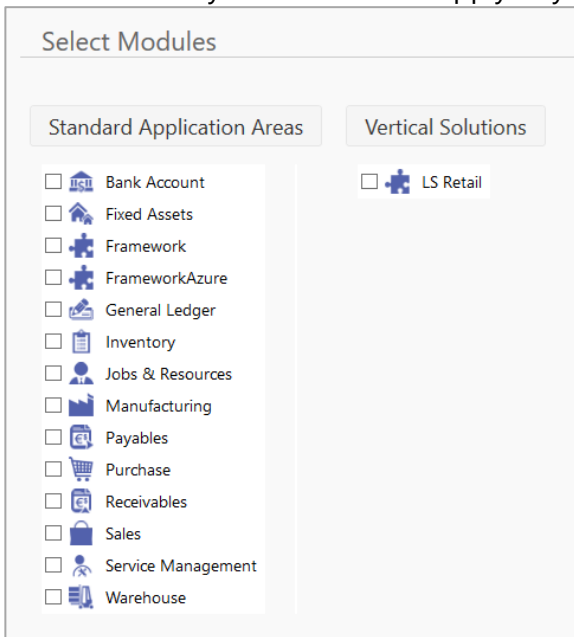 Select Modules
Standard Application Areas
Vertical Solutions
Bank Account
Fixed Assets
Framework
FrameworkAzure
General Ledger
Inventory
Jobs & Resources
Manufacturing
Payables
Purchase
Receivables
Sales
Service Management
Warehouse
LS Retail